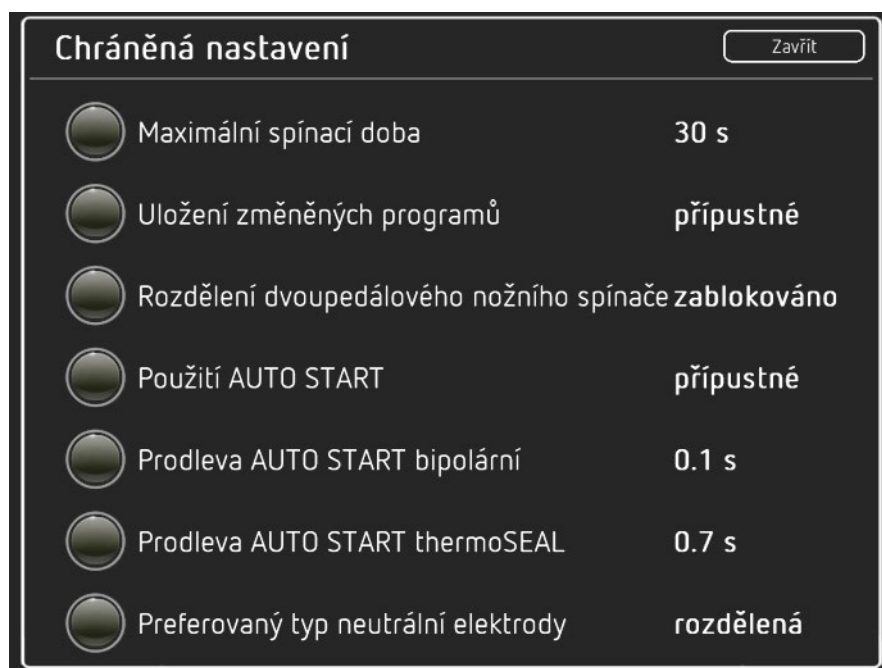 Chráněná nastavení Zavřít
Maximální spínací doba 30 s
Uložení změněných programů přípustné
Rozdělení dvoupedálového nožního spínače zablokováno
Použití AUTO START přípustné
Prodleva AUTO START bipolární 0.1 s
Prodleva AUTO START thermoSEAL 0.7 s
Preferovaný typ neutrální elektrody rozdělená